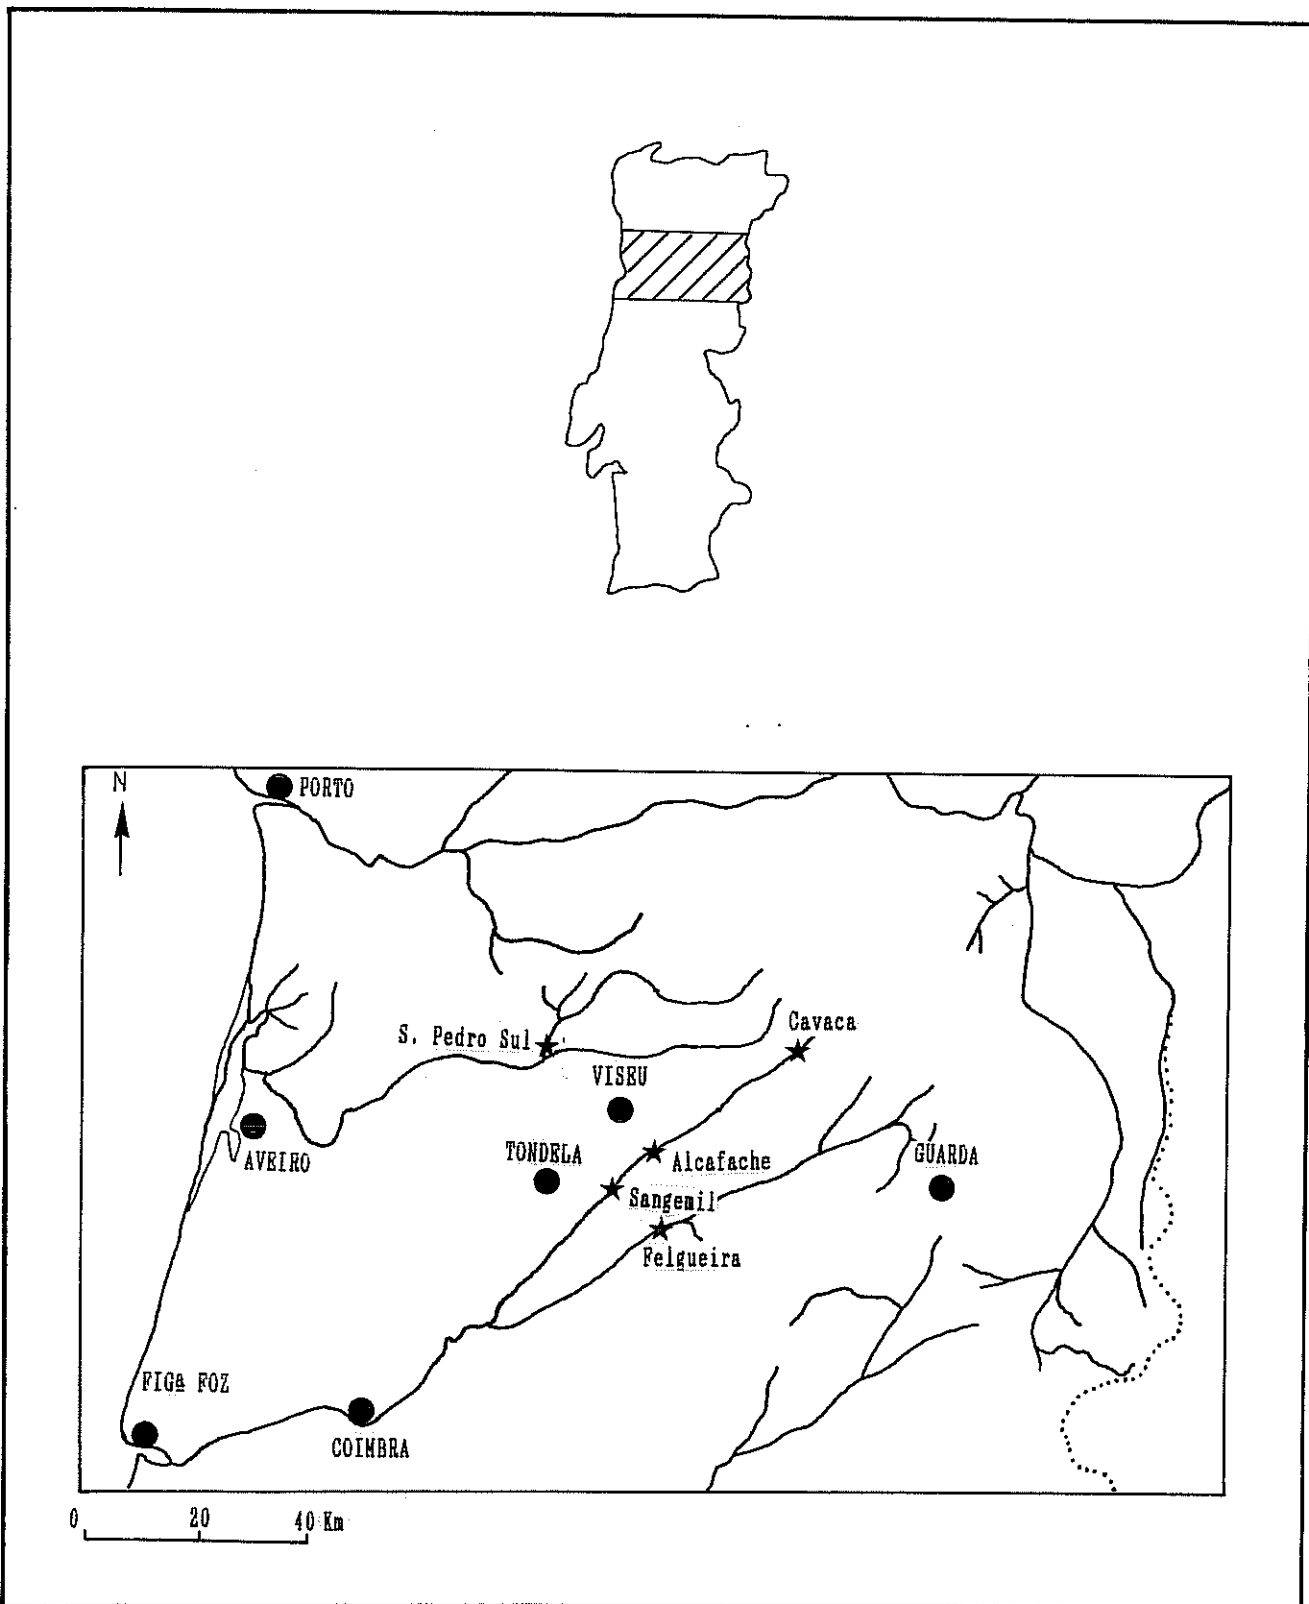 N
PORTO
S. Pedro Sul
Cavaca
VISEU
AVEIRO
TONDELA
Alcafache
GUARDA
Sangemil
Felgueira
FIGª FOZ
COIMBRA
0 20 40 Km